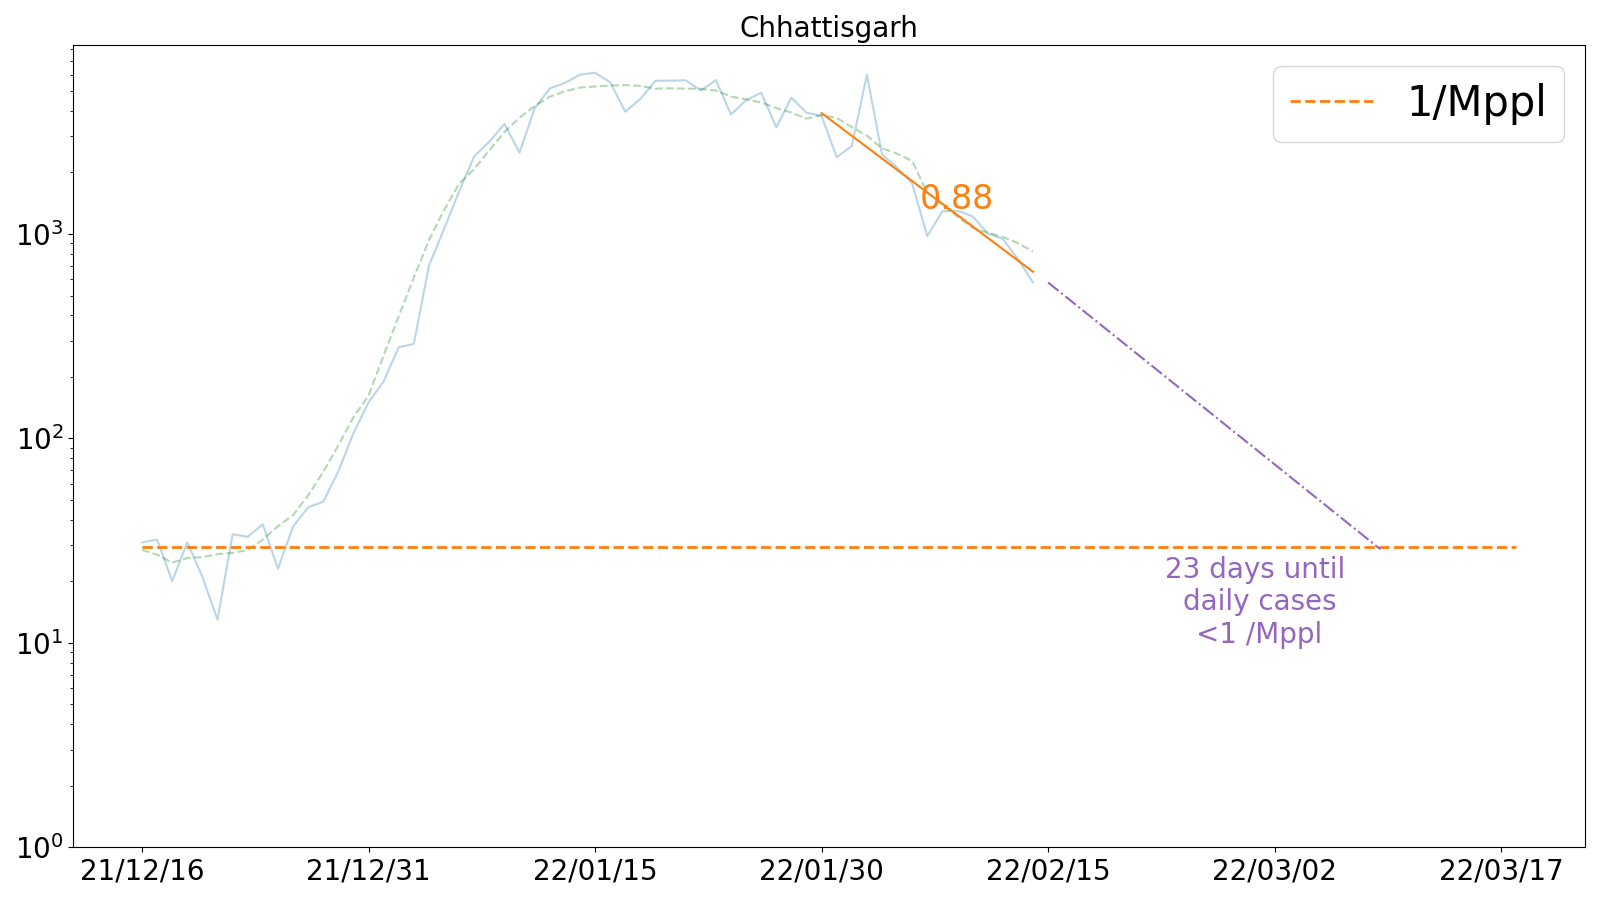 Chhattisgarh
1/Mppl
0.88
10³
10²
23 days until
daily cases
<1 /Mppl
10¹
10⁰
21/12/16 21/12/31 22/01/15 22/01/30 22/02/15 22/03/02 22/03/17